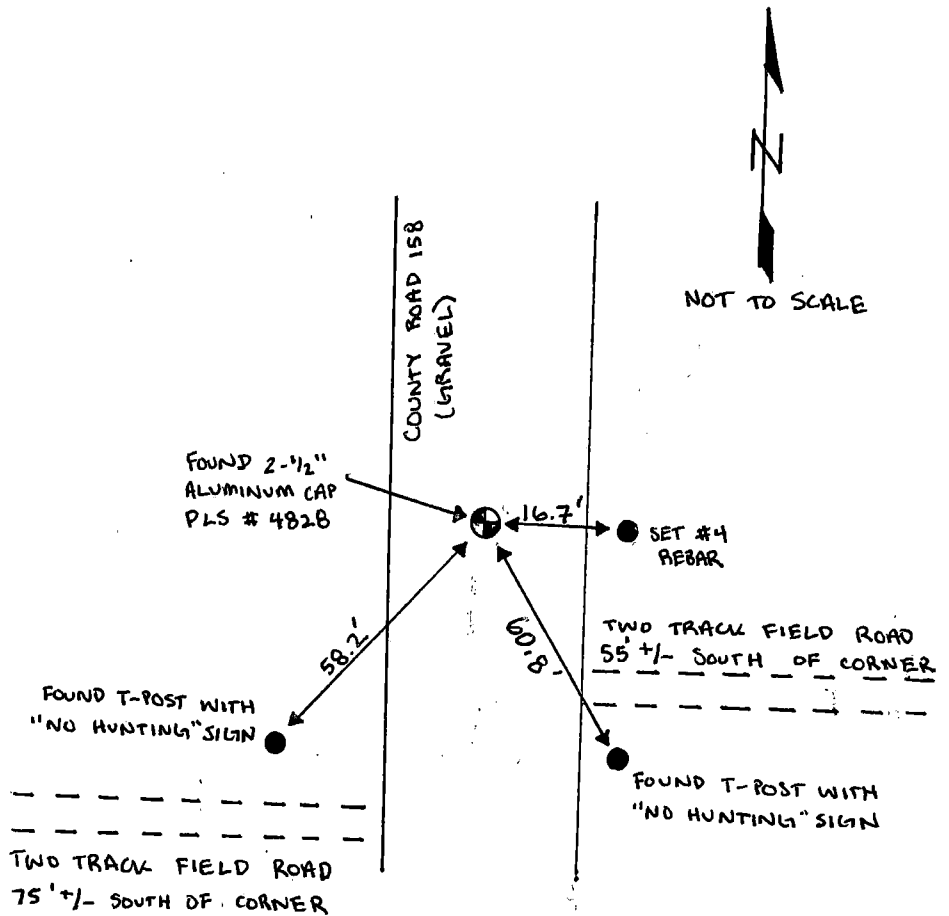 N
NOT TO SCALE
COUNTY ROAD 158
(GRAVEL)
FOUND 2-1/2"
ALUMINUM CAP
PLS # 4828
16.7'
SET #4
REBAR
58.2'
60.8'
TWO TRACK FIELD ROAD
55' +/- SOUTH OF CORNER
FOUND T-POST WITH
"NO HUNTING" SIGN
FOUND T-POST WITH
"NO HUNTING" SIGN
TWO TRACK FIELD ROAD
75' +/- SOUTH OF CORNER